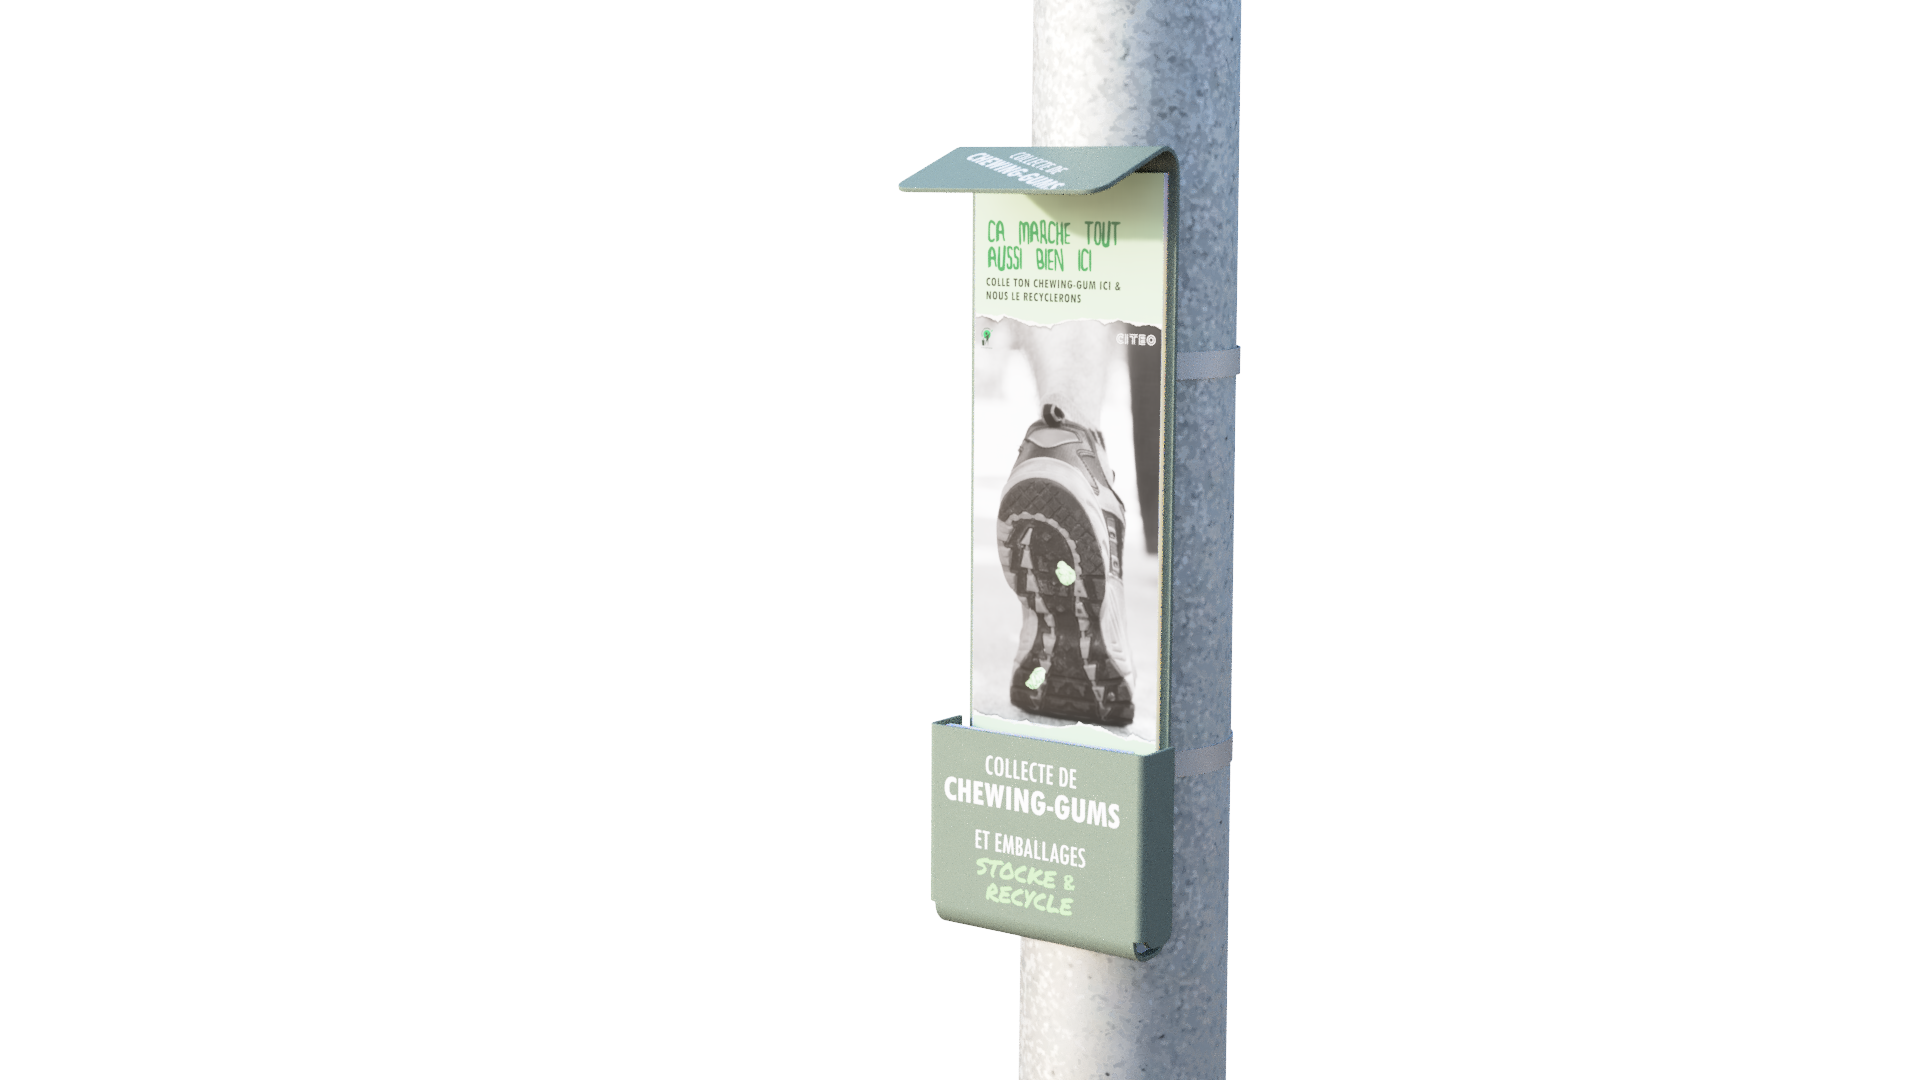 COLLECTE DE
CHEWING-GUMS
CA MARCHE TOUT
AUSSI BIEN ICI
COLLE TON CHEWING-GUM ICI &
NOUS LE RECYCLERONS
CITEO
COLLECTE DE
CHEWING-GUMS
ET EMBALLAGES
STOCKE &
RECYCLE